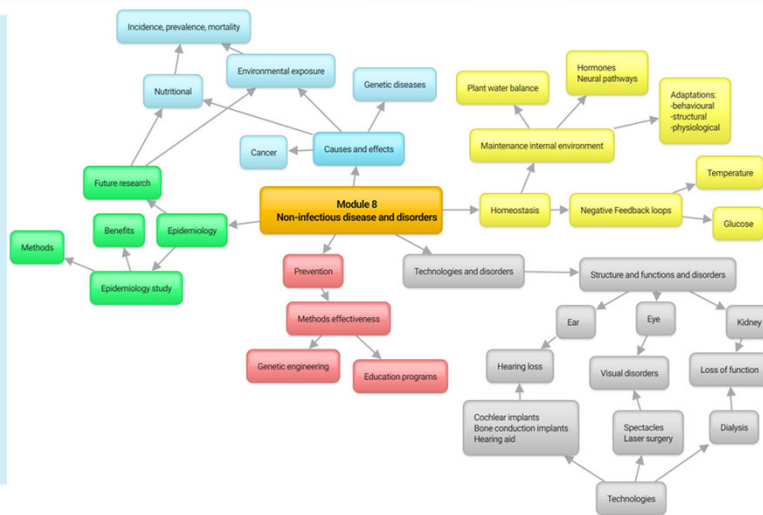 Incidence, prevalence, mortality
Nutritional
Environmental exposure
Genetic diseases
Cancer
Causes and effects
Future research
Benefits
Epidemiology
Methods
Epidemiology study
Module 8
Non-infectious disease and disorders
Plant water balance
Hormones
Neural pathways
Adaptations:
-behavioural
-structural
-physiological
Maintenance internal environment
Temperature
Homeostasis
Negative Feedback loops
Glucose
Prevention
Methods effectiveness
Genetic engineering
Education programs
Technologies and disorders
Structure and functions and disorders
Ear
Eye
Kidney
Hearing loss
Visual disorders
Loss of function
Cochlear implants
Bone conduction implants
Hearing aid
Spectacles
Laser surgery
Dialysis
Technologies